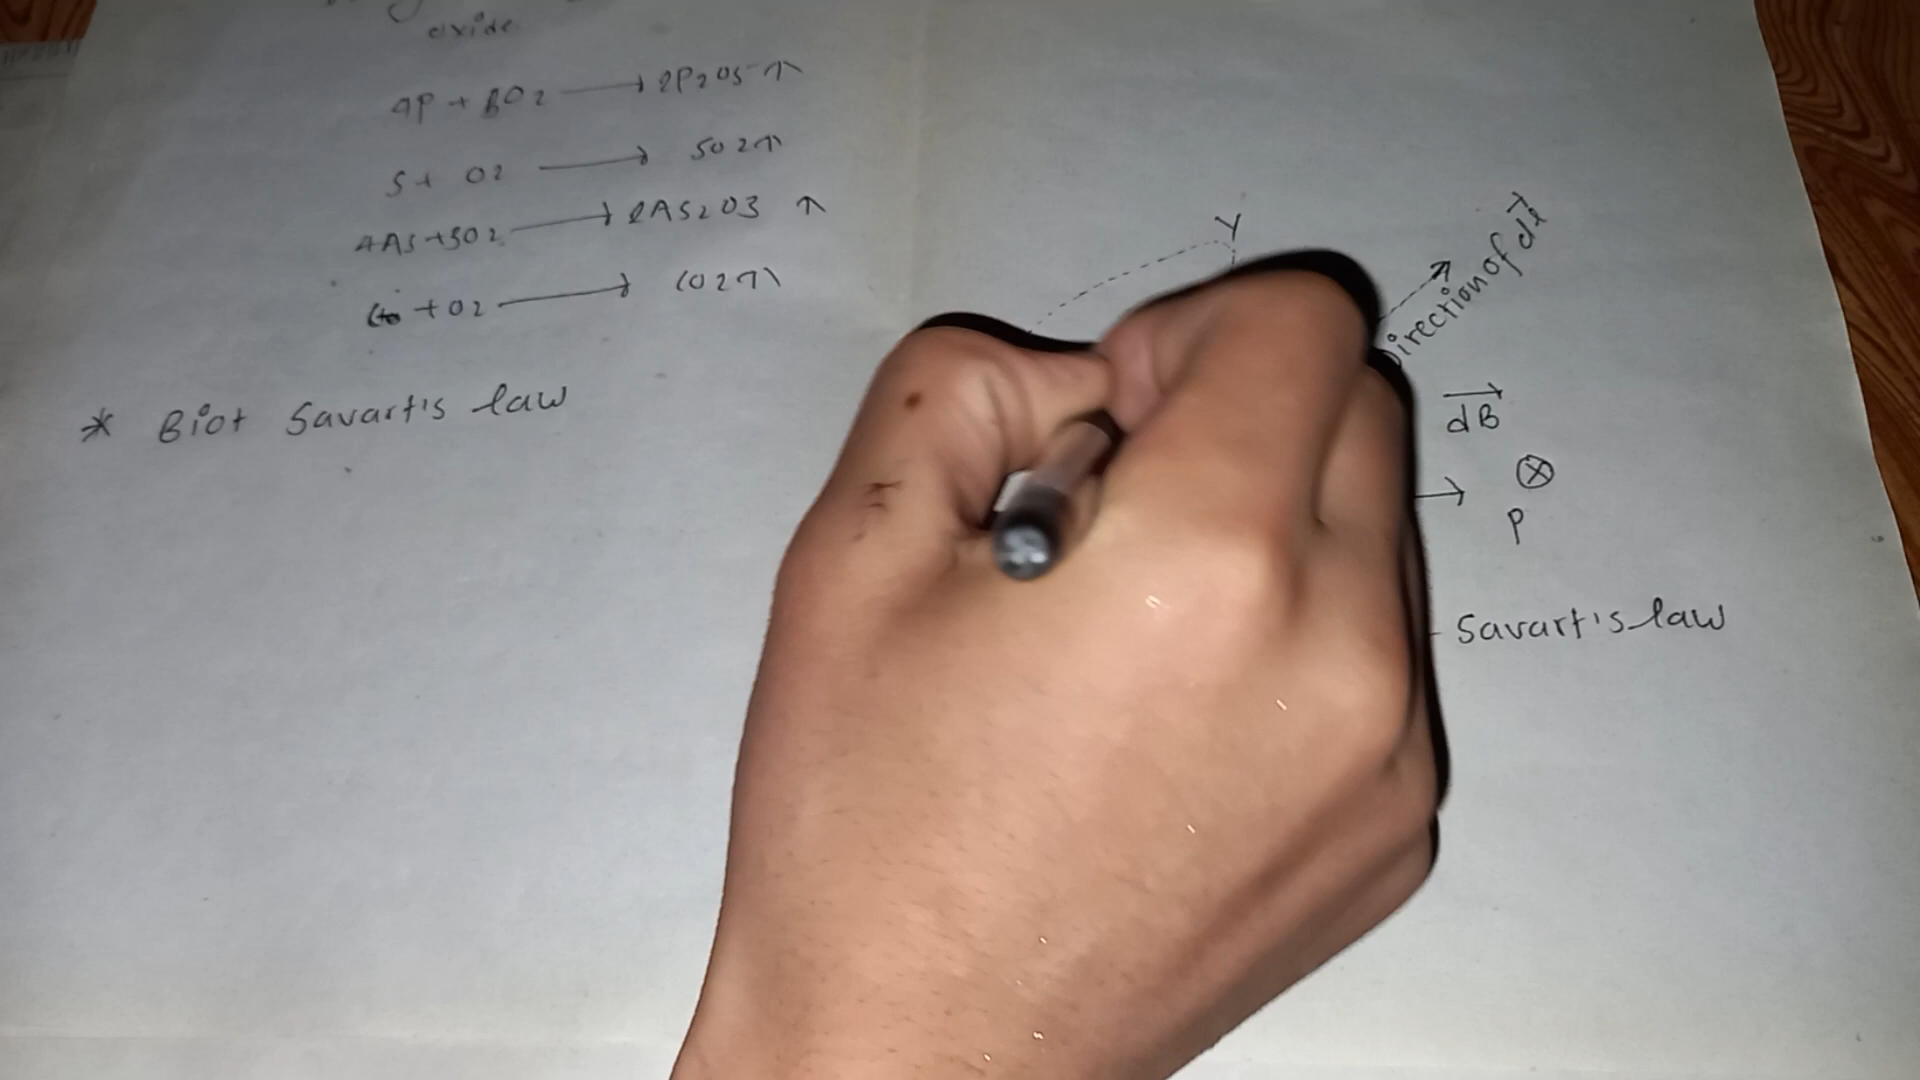 oxide
4P + BO2 → 2P2O5 ↑
S + O2 → SO2↑
4AS + 3O2 → 2AS2O3 ↑
+ O2 → CO2↑
* Biot Savart's law
Y
Direction of dl
dB
→ ⊗
P
Savart's law